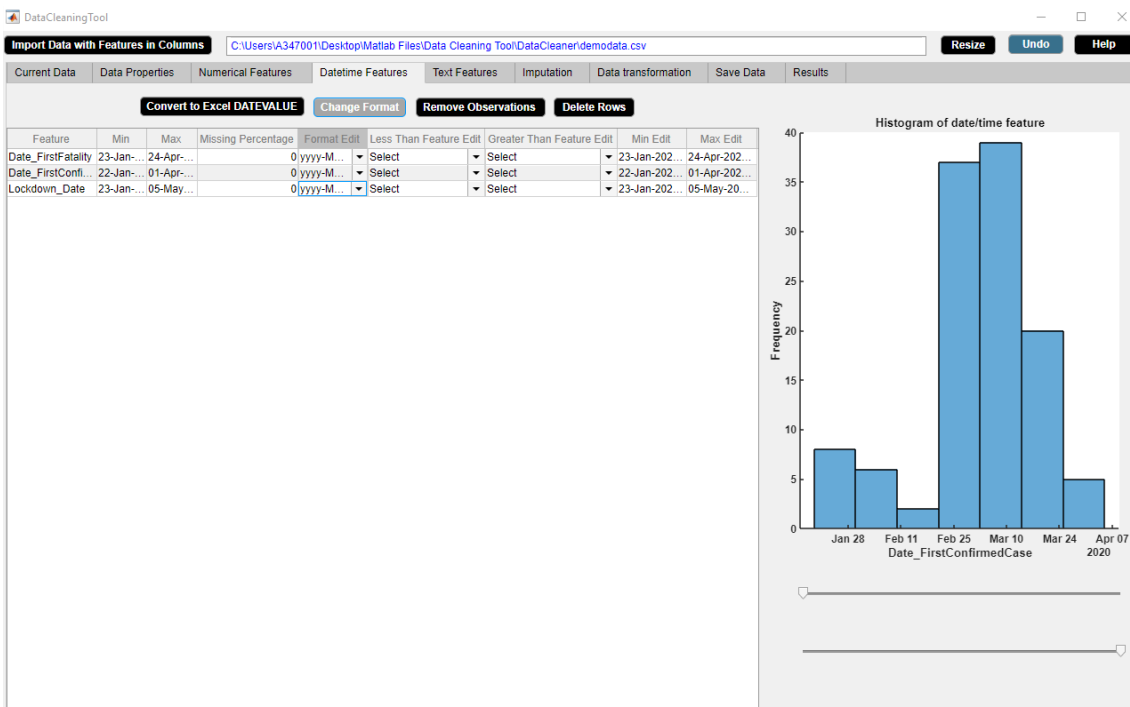 DataCleaningTool
Import Data with Features in Columns C:\Users\A347001\Desktop\Matlab Files\Data Cleaning Tool\DataCleaner\demodata.csv Resize Undo Help
Current Data Data Properties Numerical Features Datetime Features Text Features Imputation Data transformation Save Data Results
Convert to Excel DATEVALUE Change Format Remove Observations Delete Rows
Feature Min Max Missing Percentage Format Edit Less Than Feature Edit Greater Than Feature Edit Min Edit Max Edit
Date_FirstFatality 23-Jan-... 24-Apr-... 0 yyyy-M... Select Select 23-Jan-202... 24-Apr-202...
Date_FirstConfi... 22-Jan-... 01-Apr-... 0 yyyy-M... Select Select 22-Jan-202... 01-Apr-202...
Lockdown_Date 23-Jan-... 05-May... 0 yyyy-M... Select Select 23-Jan-202... 05-May-20...
Histogram of date/time feature
40
35
30
25
20
15
10
5
0
Frequency
Jan 28 Feb 11 Feb 25 Mar 10 Mar 24 Apr 07
Date_FirstConfirmedCase 2020